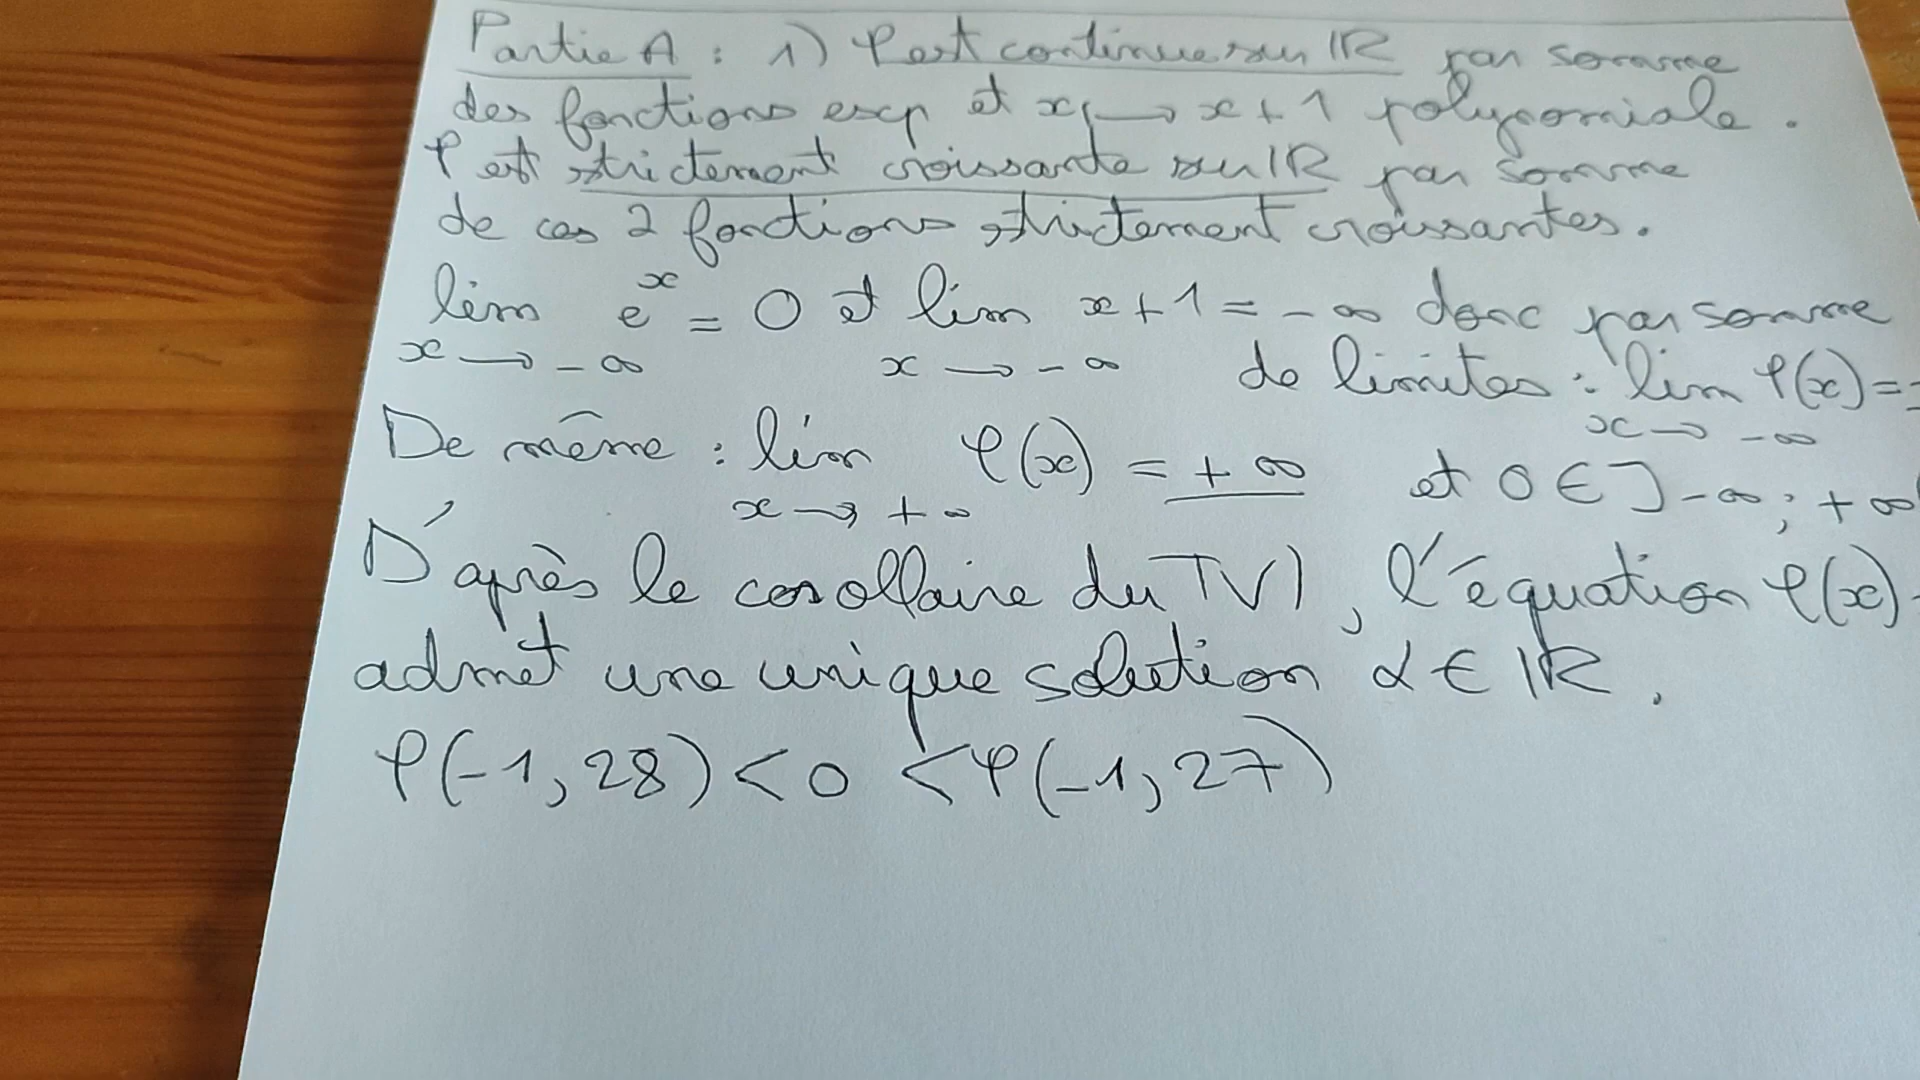 Partie A : 1) φ est continue sur ℝ par somme
des fonctions exp et x ↦ x + 1 polynomiale.
φ est strictement croissante sur ℝ par somme
de ces 2 fonctions strictement croissantes.
lim e^x = 0 et lim x + 1 = - ∞ donc par somme
x → - ∞ x → - ∞ de limites : lim φ(x) = -
x → - ∞
De même : lim φ(x) = + ∞ et 0 ∈ ]- ∞ ; + ∞
x → + ∞
D'après le corollaire du TVI, l'équation φ(x)
admet une unique solution α ∈ ℝ.
φ(-1,28) < 0 < φ(-1,27)